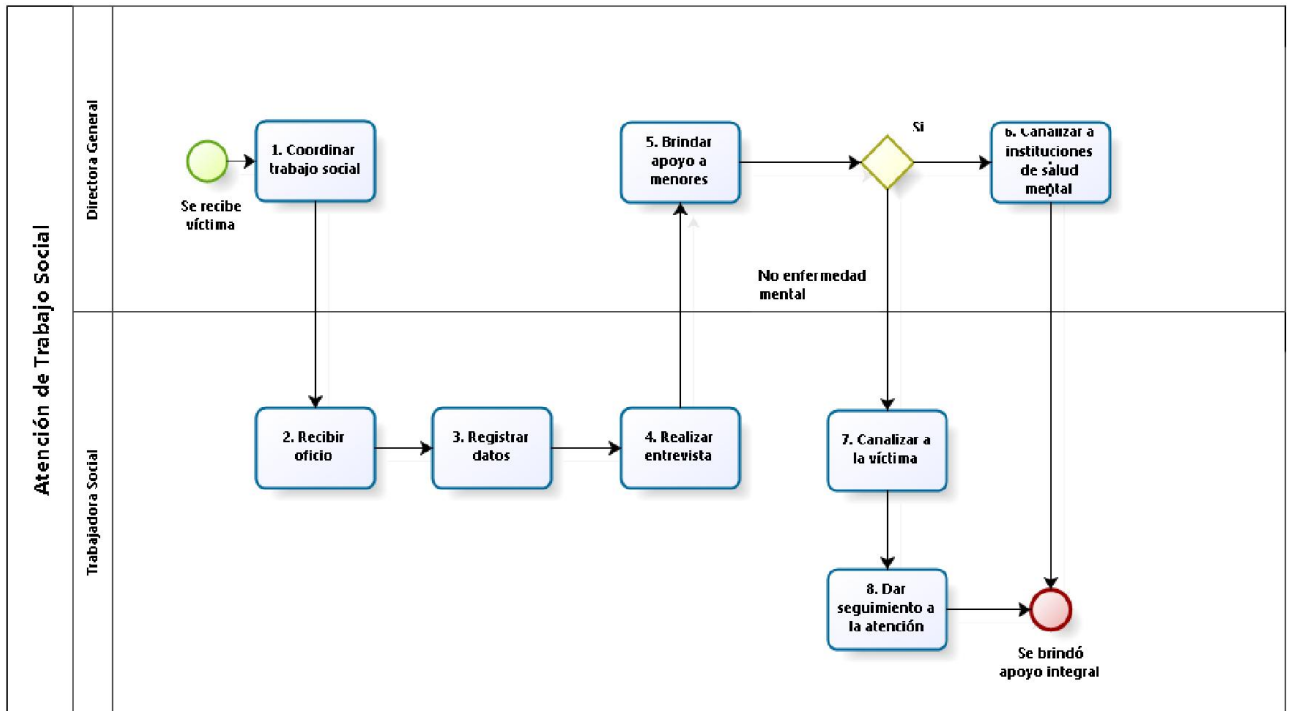 Atención de Trabajo Social
Directora General
Se recibe
víctima
1. Coordinar
trabajo social
5. Brindar
apoyo a
menores
Si
6. Canalizar a
instituciones
de salud
mental
No enfermedad
mental
Trabajadora Social
2. Recibir
oficio
3. Registrar
datos
4. Realizar
entrevista
7. Canalizar a
la víctima
8. Dar
seguimiento a
la atención
Se brindó
apoyo integral